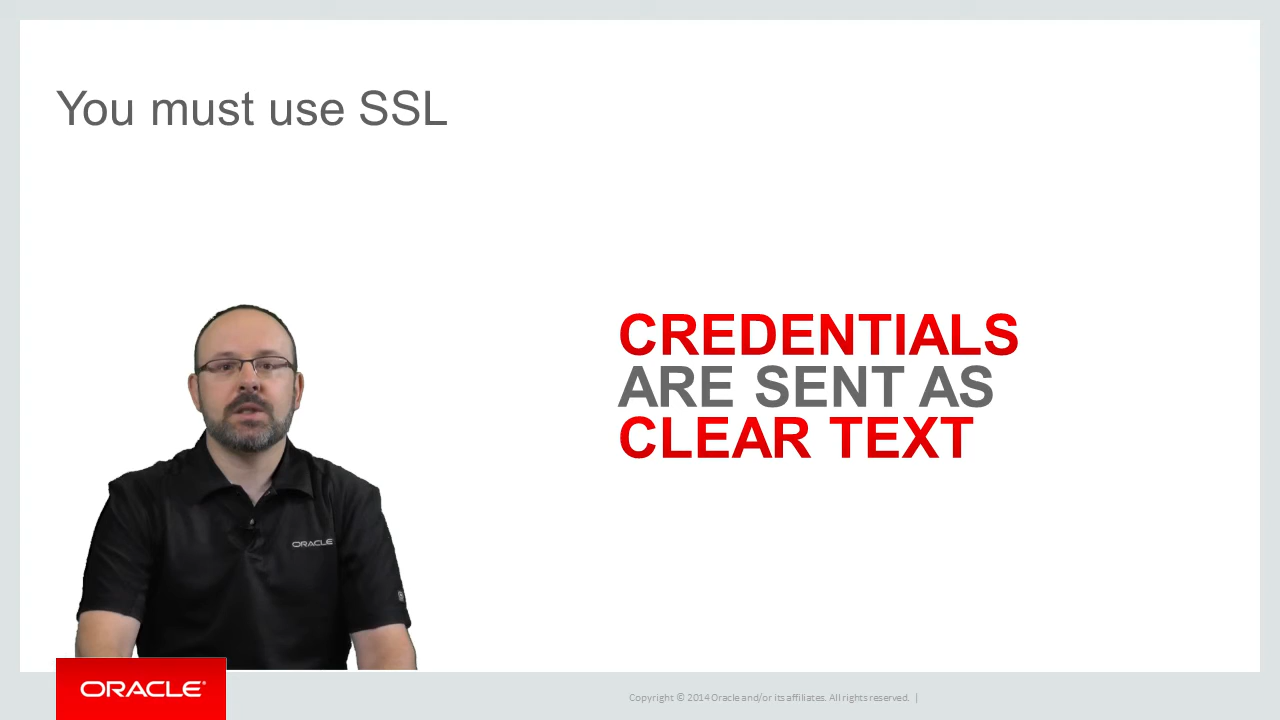 You must use SSL
CREDENTIALS
ARE SENT AS
CLEAR TEXT
ORACLE
ORACLE®
Copyright © 2014 Oracle and/or its affiliates. All rights reserved. |